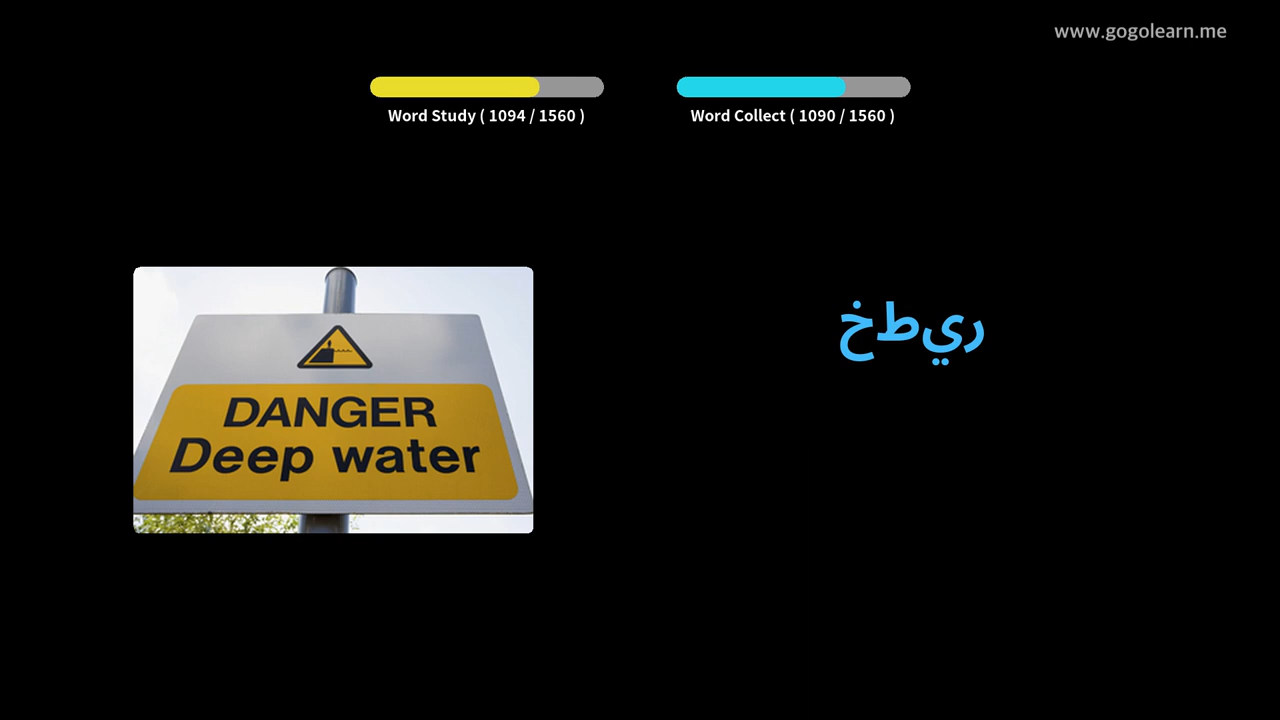 www.gogolearn.me
Word Study ( 1094 / 1560 )
Word Collect ( 1090 / 1560 )
DANGER
Deep water
ريطخ